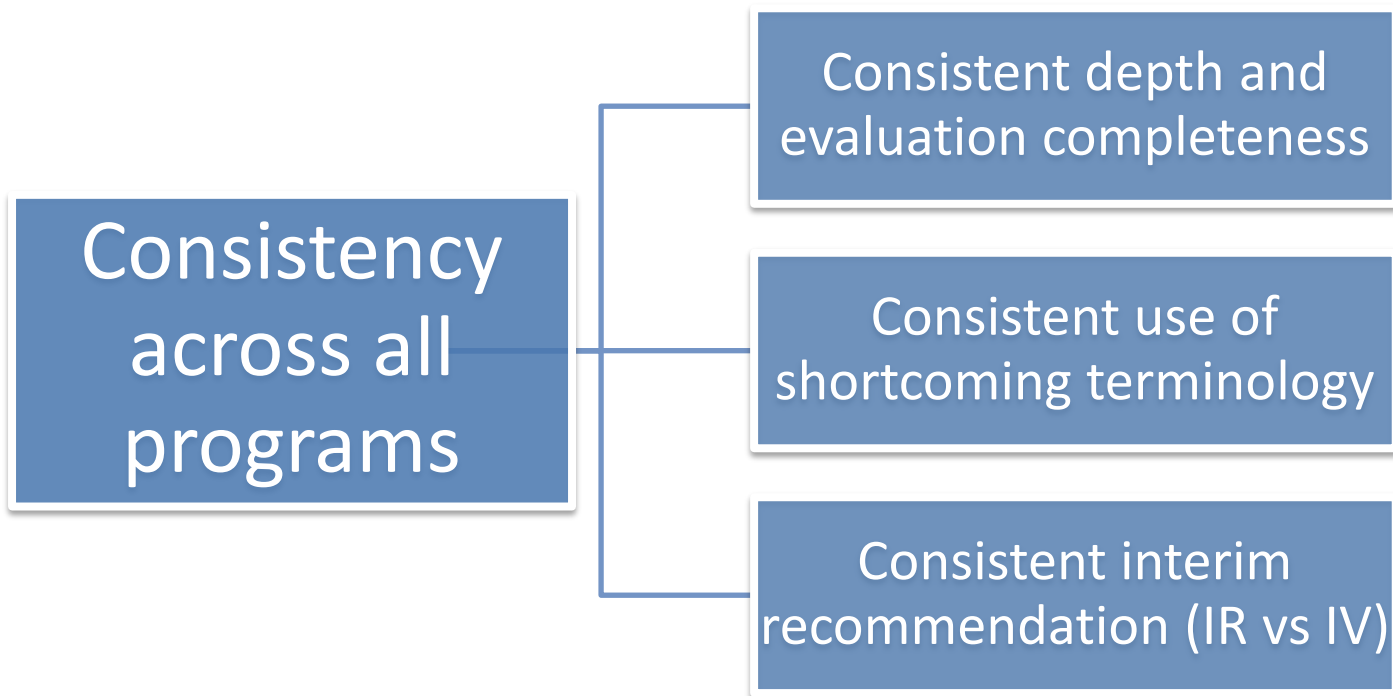 Consistency
across all
programs
Consistent depth and
evaluation completeness
Consistent use of
shortcoming terminology
Consistent interim
recommendation (IR vs IV)